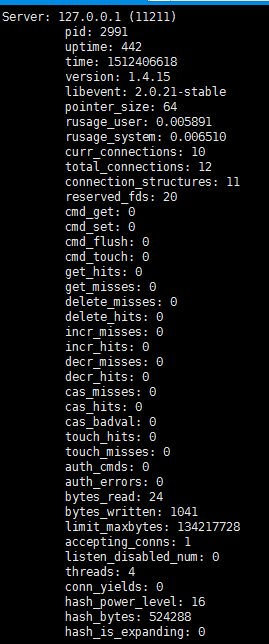 Server: 127.0.0.1 (11211)
pid: 2991
uptime: 442
time: 1512406618
version: 1.4.15
libevent: 2.0.21-stable
pointer_size: 64
rusage_user: 0.005891
rusage_system: 0.006510
curr_connections: 10
total_connections: 12
connection_structures: 11
reserved_fds: 20
cmd_get: 0
cmd_set: 0
cmd_flush: 0
cmd_touch: 0
get_hits: 0
get_misses: 0
delete_misses: 0
delete_hits: 0
incr_misses: 0
incr_hits: 0
decr_misses: 0
decr_hits: 0
cas_misses: 0
cas_hits: 0
cas_badval: 0
touch_hits: 0
touch_misses: 0
auth_cmds: 0
auth_errors: 0
bytes_read: 24
bytes_written: 1041
limit_maxbytes: 134217728
accepting_conns: 1
listen_disabled_num: 0
threads: 4
conn_yields: 0
hash_power_level: 16
hash_bytes: 524288
hash_is_expanding: 0